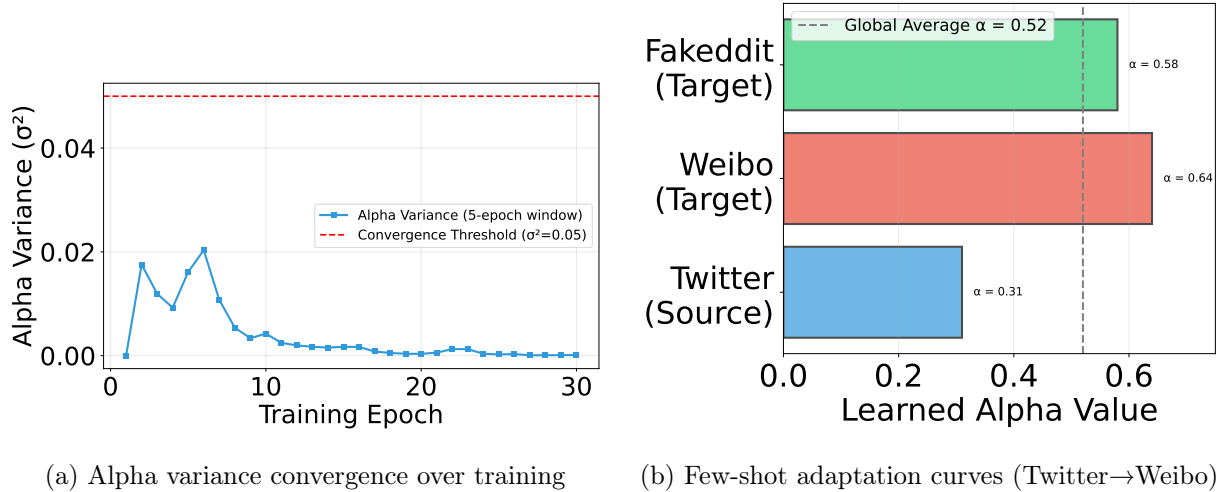 Alpha Variance (σ²)
0.04
0.02
0.00
Alpha Variance (5-epoch window)
Convergence Threshold (σ²=0.05)
0
10
20
30
Training Epoch
(a) Alpha variance convergence over training
Global Average α = 0.52
Fakeddit
(Target)
α = 0.58
Weibo
(Target)
α = 0.64
Twitter
(Source)
α = 0.31
0.0
0.2
0.4
0.6
Learned Alpha Value
(b) Few-shot adaptation curves (Twitter→Weibo)